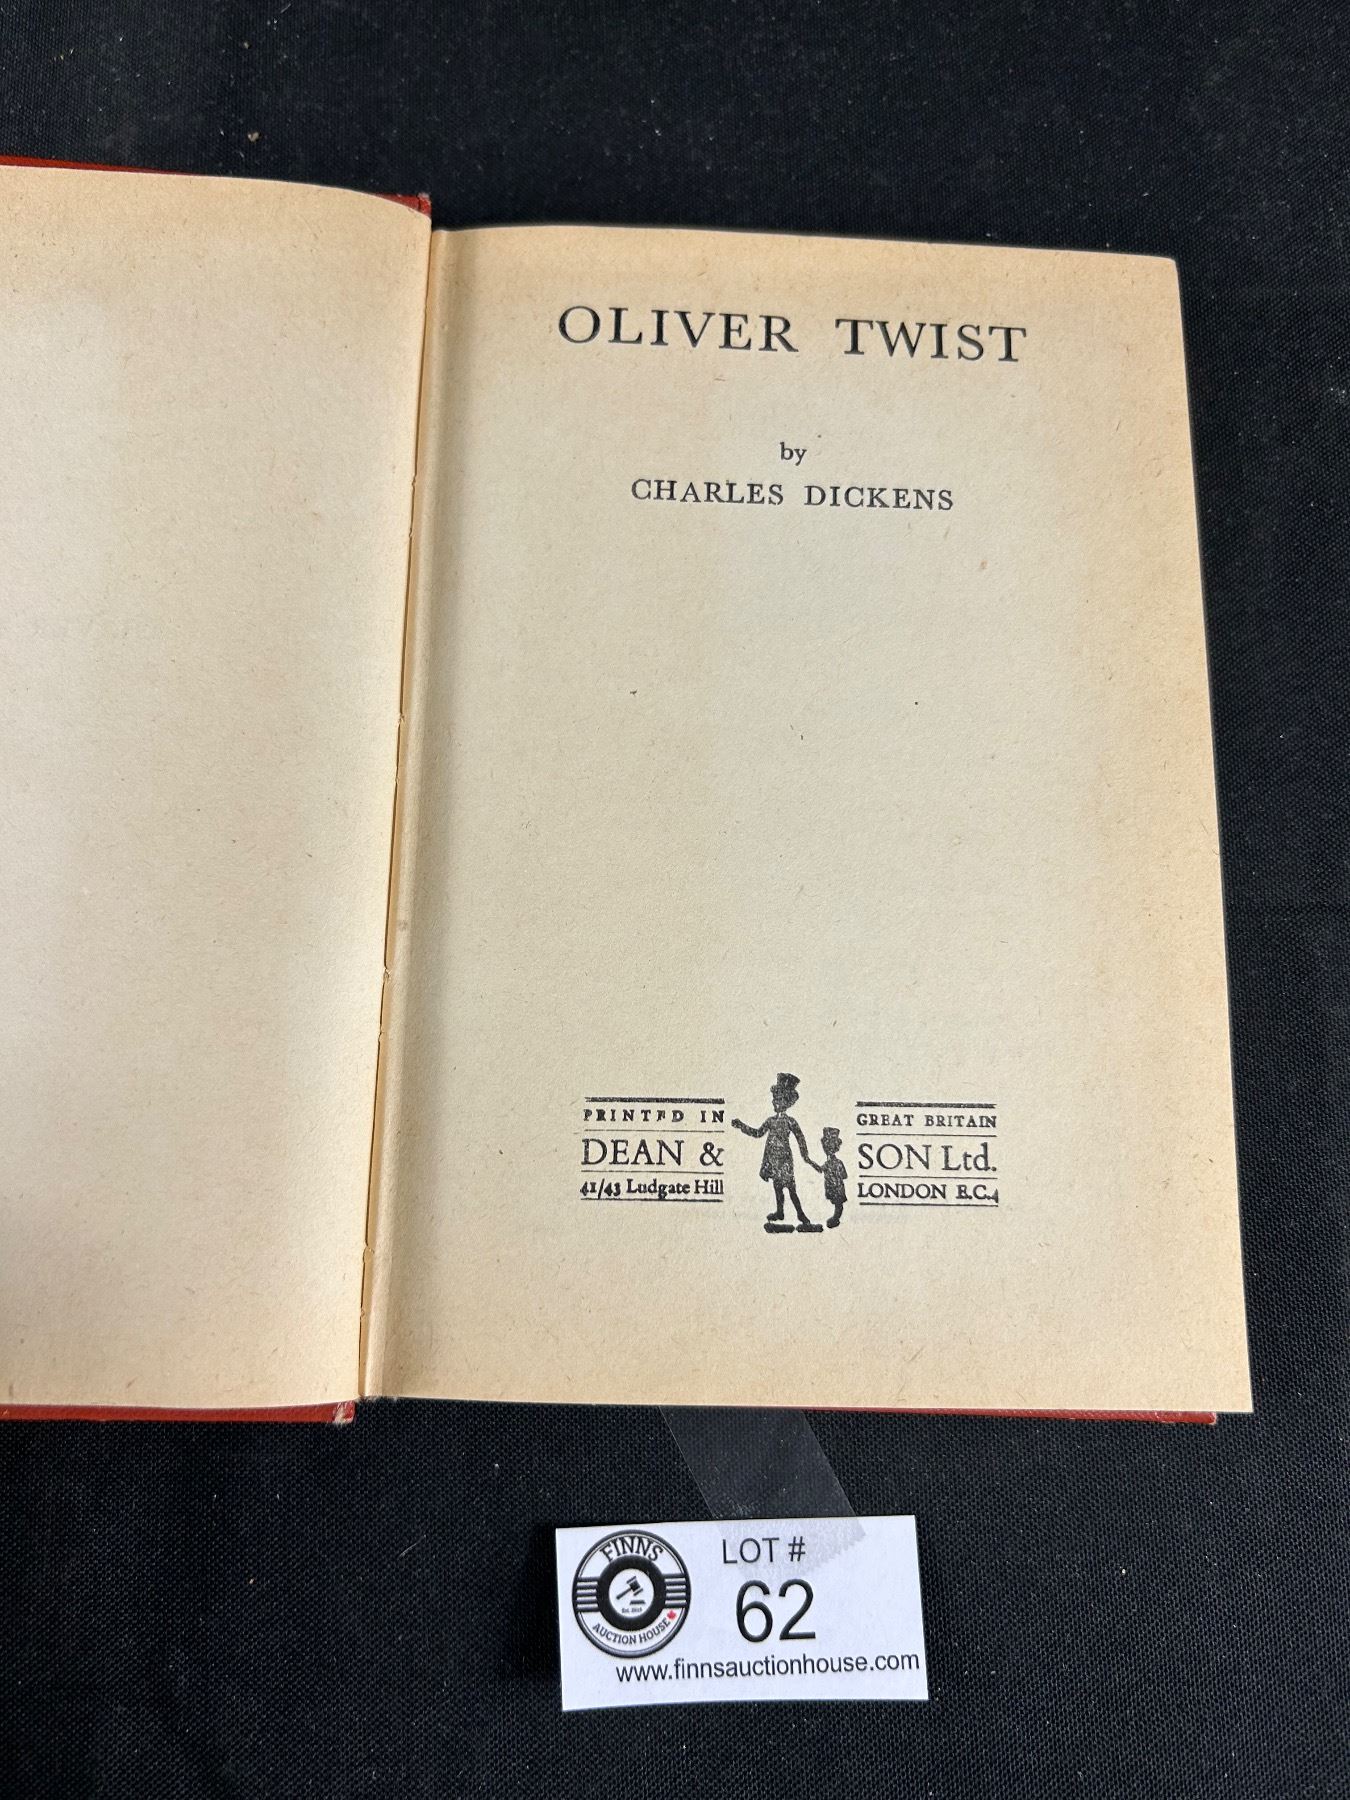 OLIVER TWIST
by
CHARLES DICKENS
PRINTED IN GREAT BRITAIN
DEAN & SON Ltd.
41/43 Ludgate Hill LONDON E.C.4
FINNS
AUCTION HOUSE
LOT #
62
www.finnsauctionhouse.com